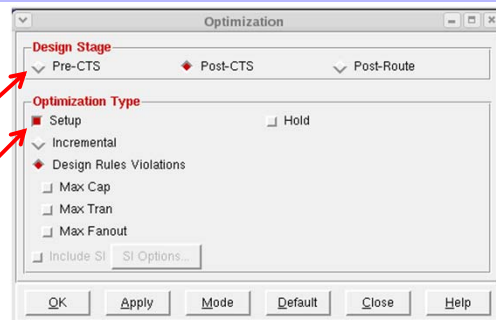 Optimization
Design Stage
Pre-CTS Post-CTS Post-Route
Optimization Type
Setup Hold
Incremental
Design Rules Violations
Max Cap
Max Tran
Max Fanout
Include SI SI Options...
OK Apply Mode Default Close Help